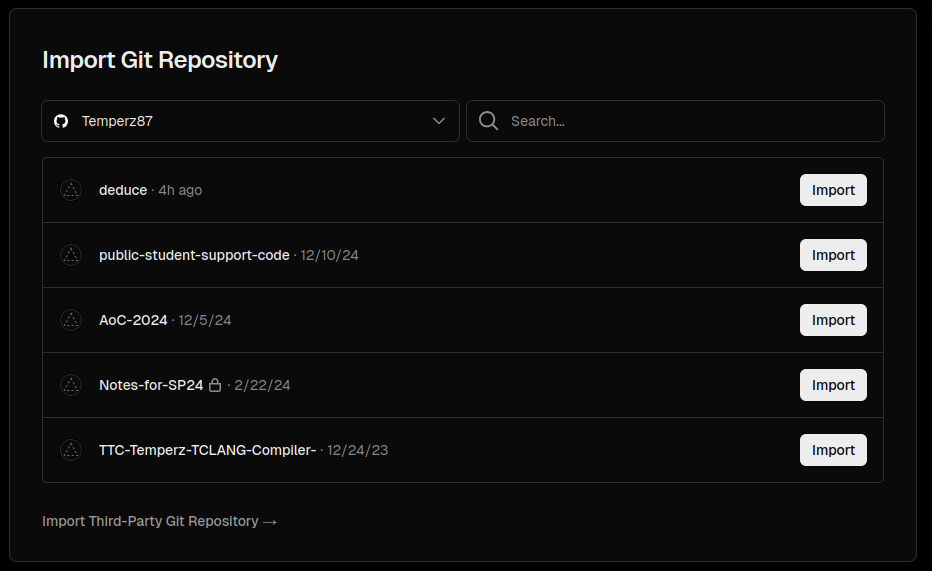 Import Git Repository
Temperz87
Search...
deduce · 4h ago
Import
public-student-support-code · 12/10/24
Import
AoC-2024 · 12/5/24
Import
Notes-for-SP24 · 2/22/24
Import
TTC-Temperz-TCLANG-Compiler- · 12/24/23
Import
Import Third-Party Git Repository →